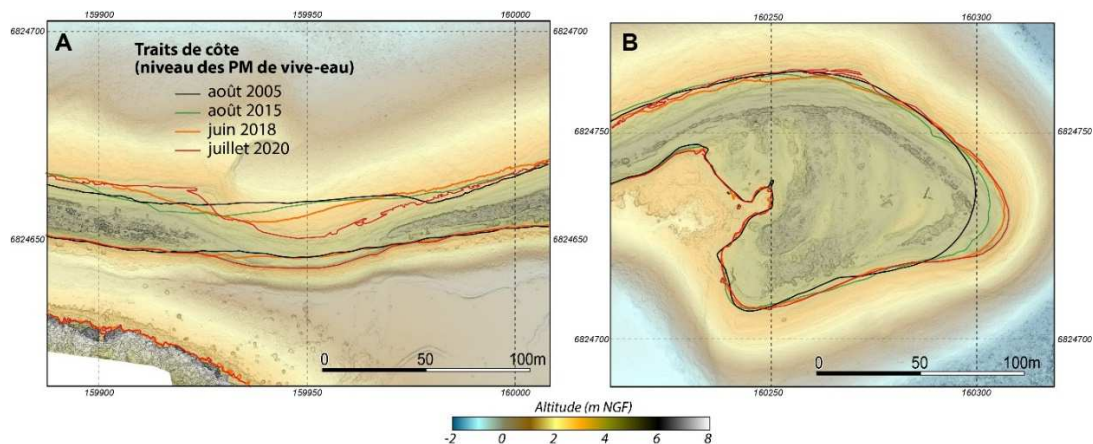 159900 159950 160000
160250 160300
6824700
A
B
Traits de côte
(niveau des PM de vive-eau)
août 2005
août 2015
juin 2018
juillet 2020
6824750
6824750
6824650
6824650
6824700
6824700
0 50 100m
0 50 100m
159900 159950 160000
160250 160300
Altitude (m NGF)
-2 0 2 4 6 8